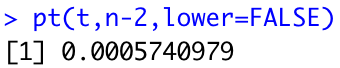 > pt(t,n-2,lower=FALSE)
[1] 0.0005740979